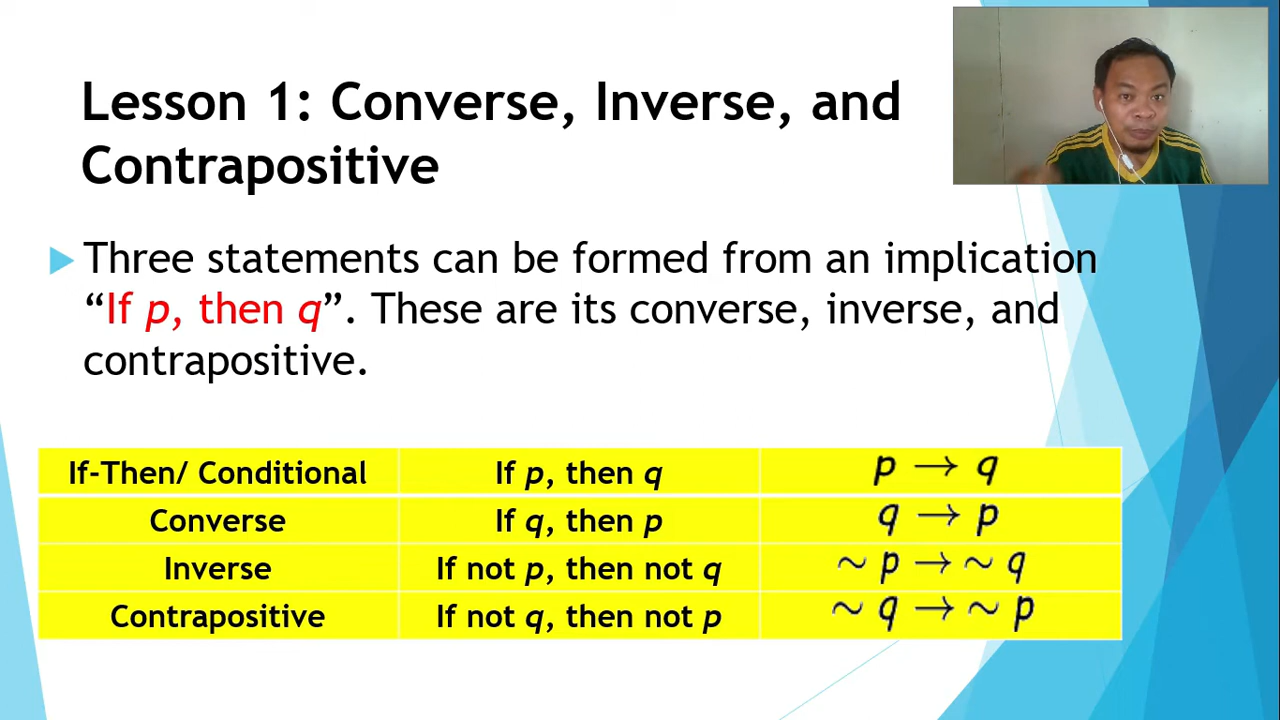 Lesson 1: Converse, Inverse, and
Contrapositive
Three statements can be formed from an implication
“If p, then q”. These are its converse, inverse, and
contrapositive.
If-Then/ Conditional If p, then q p → q
Converse If q, then p q → p
Inverse If not p, then not q ~ p → ~ q
Contrapositive If not q, then not p ~ q → ~ p